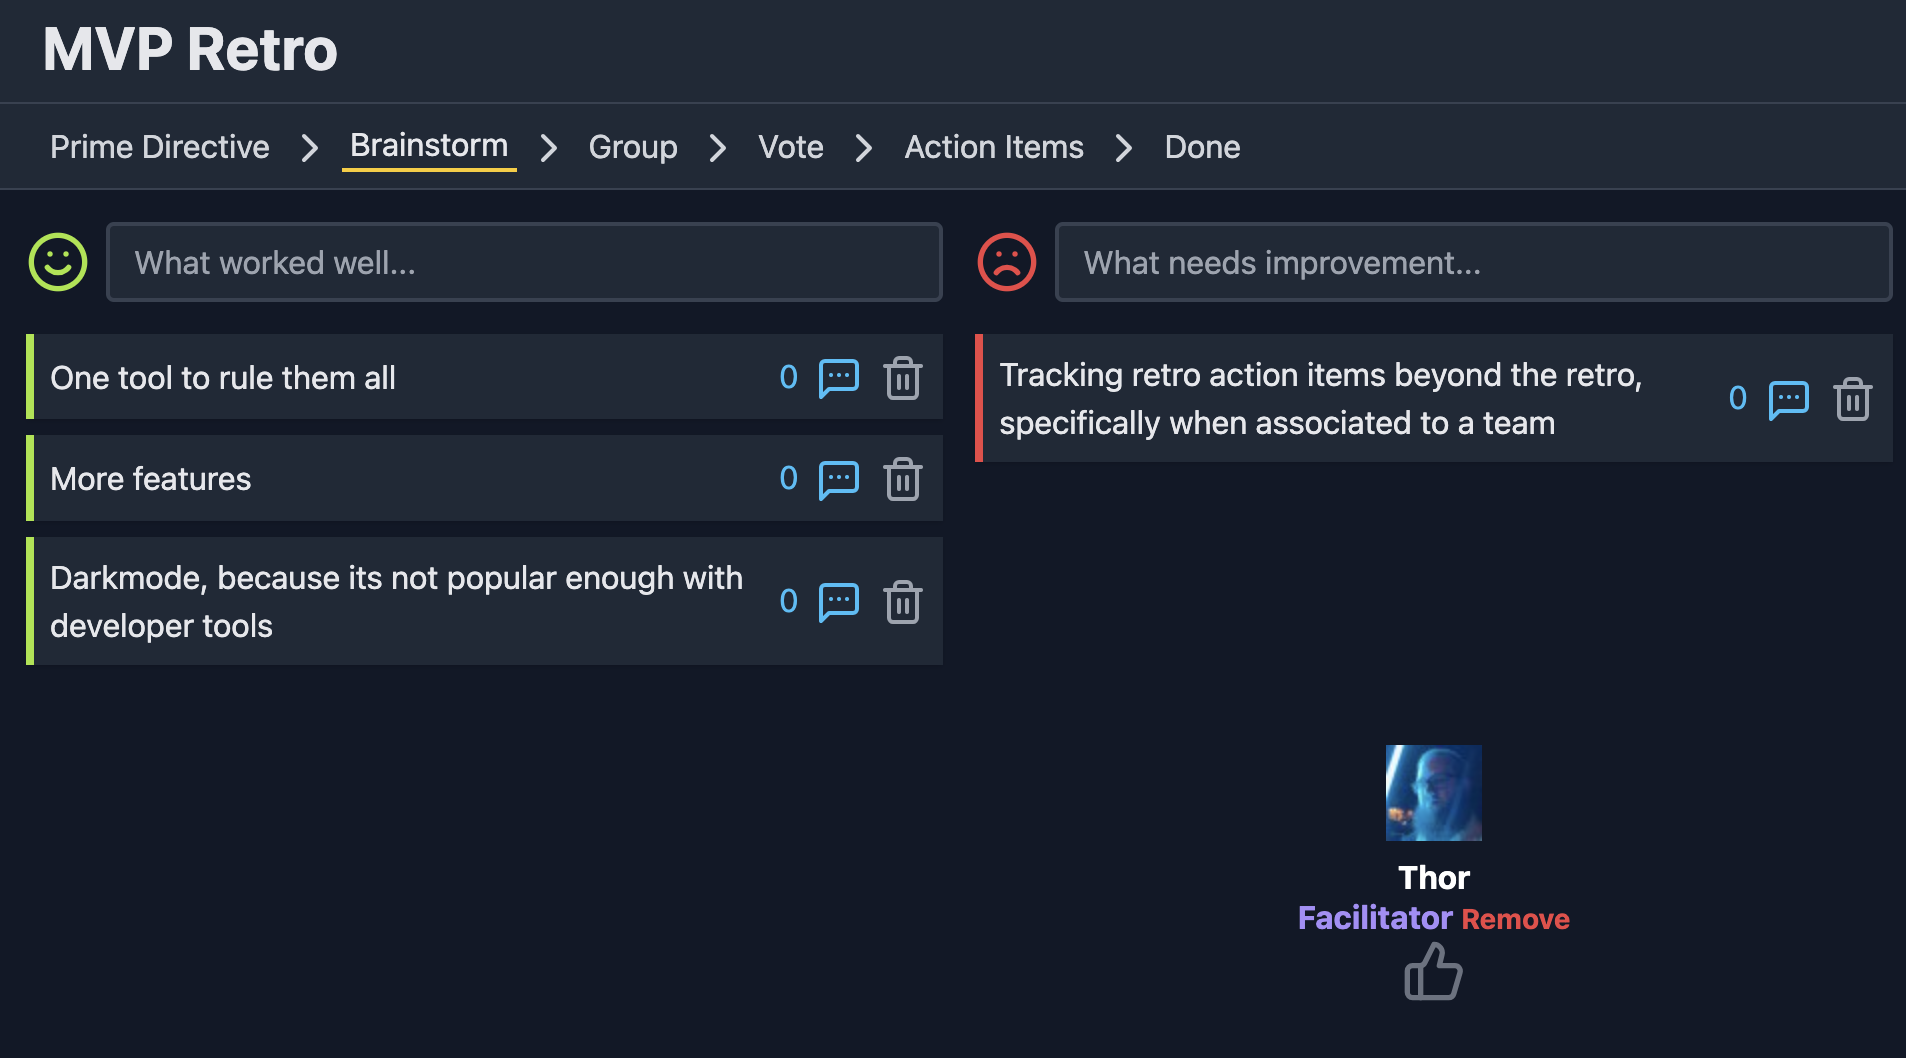 MVP Retro
Prime Directive
Brainstorm
Group
Vote
Action Items
Done
What worked well...
What needs improvement...
One tool to rule them all
0
More features
0
Darkmode, because its not popular enough with
developer tools
0
Tracking retro action items beyond the retro,
specifically when associated to a team
0
Thor
Facilitator Remove